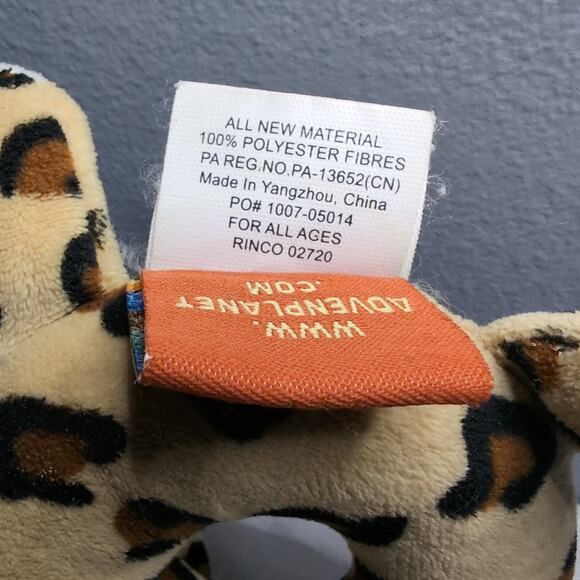 ALL NEW MATERIAL
100% POLYESTER FIBRES
PA REG.NO.PA-13652(CN)
Made In Yangzhou, China
PO# 1007-05014
FOR ALL AGES
RINCO 02720
WWW.
ADVENPLANET
.COM